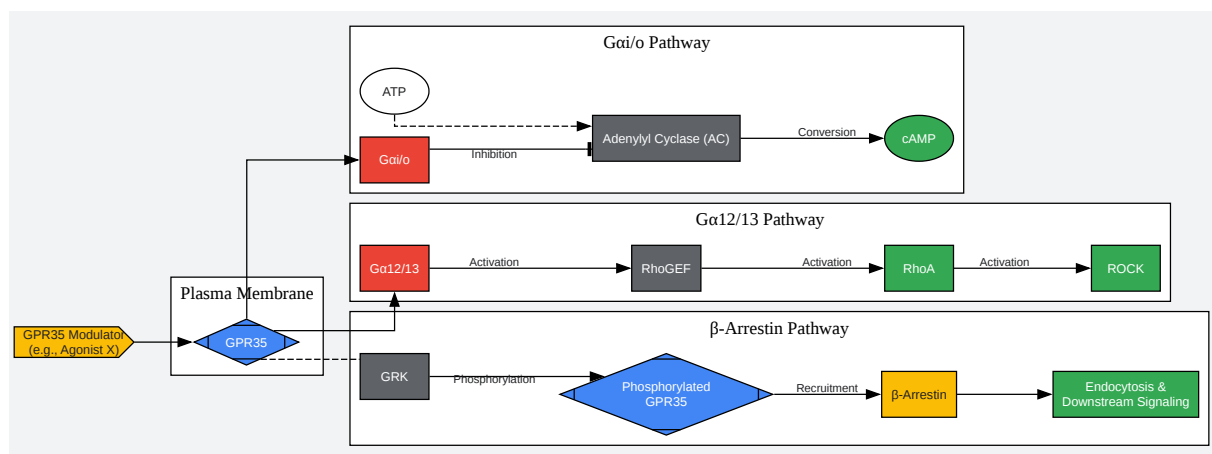 Gαi/o Pathway
ATP
Gαi/o
Inhibition
Adenylyl Cyclase (AC)
Conversion
cAMP
Gα12/13 Pathway
Gα12/13
Activation
RhoGEF
Activation
RhoA
Activation
ROCK
Plasma Membrane
GPR35 Modulator
(e.g., Agonist X)
GPR35
β-Arrestin Pathway
GRK
Phosphorylation
Phosphorylated
GPR35
Recruitment
β-Arrestin
Endocytosis &
Downstream Signaling